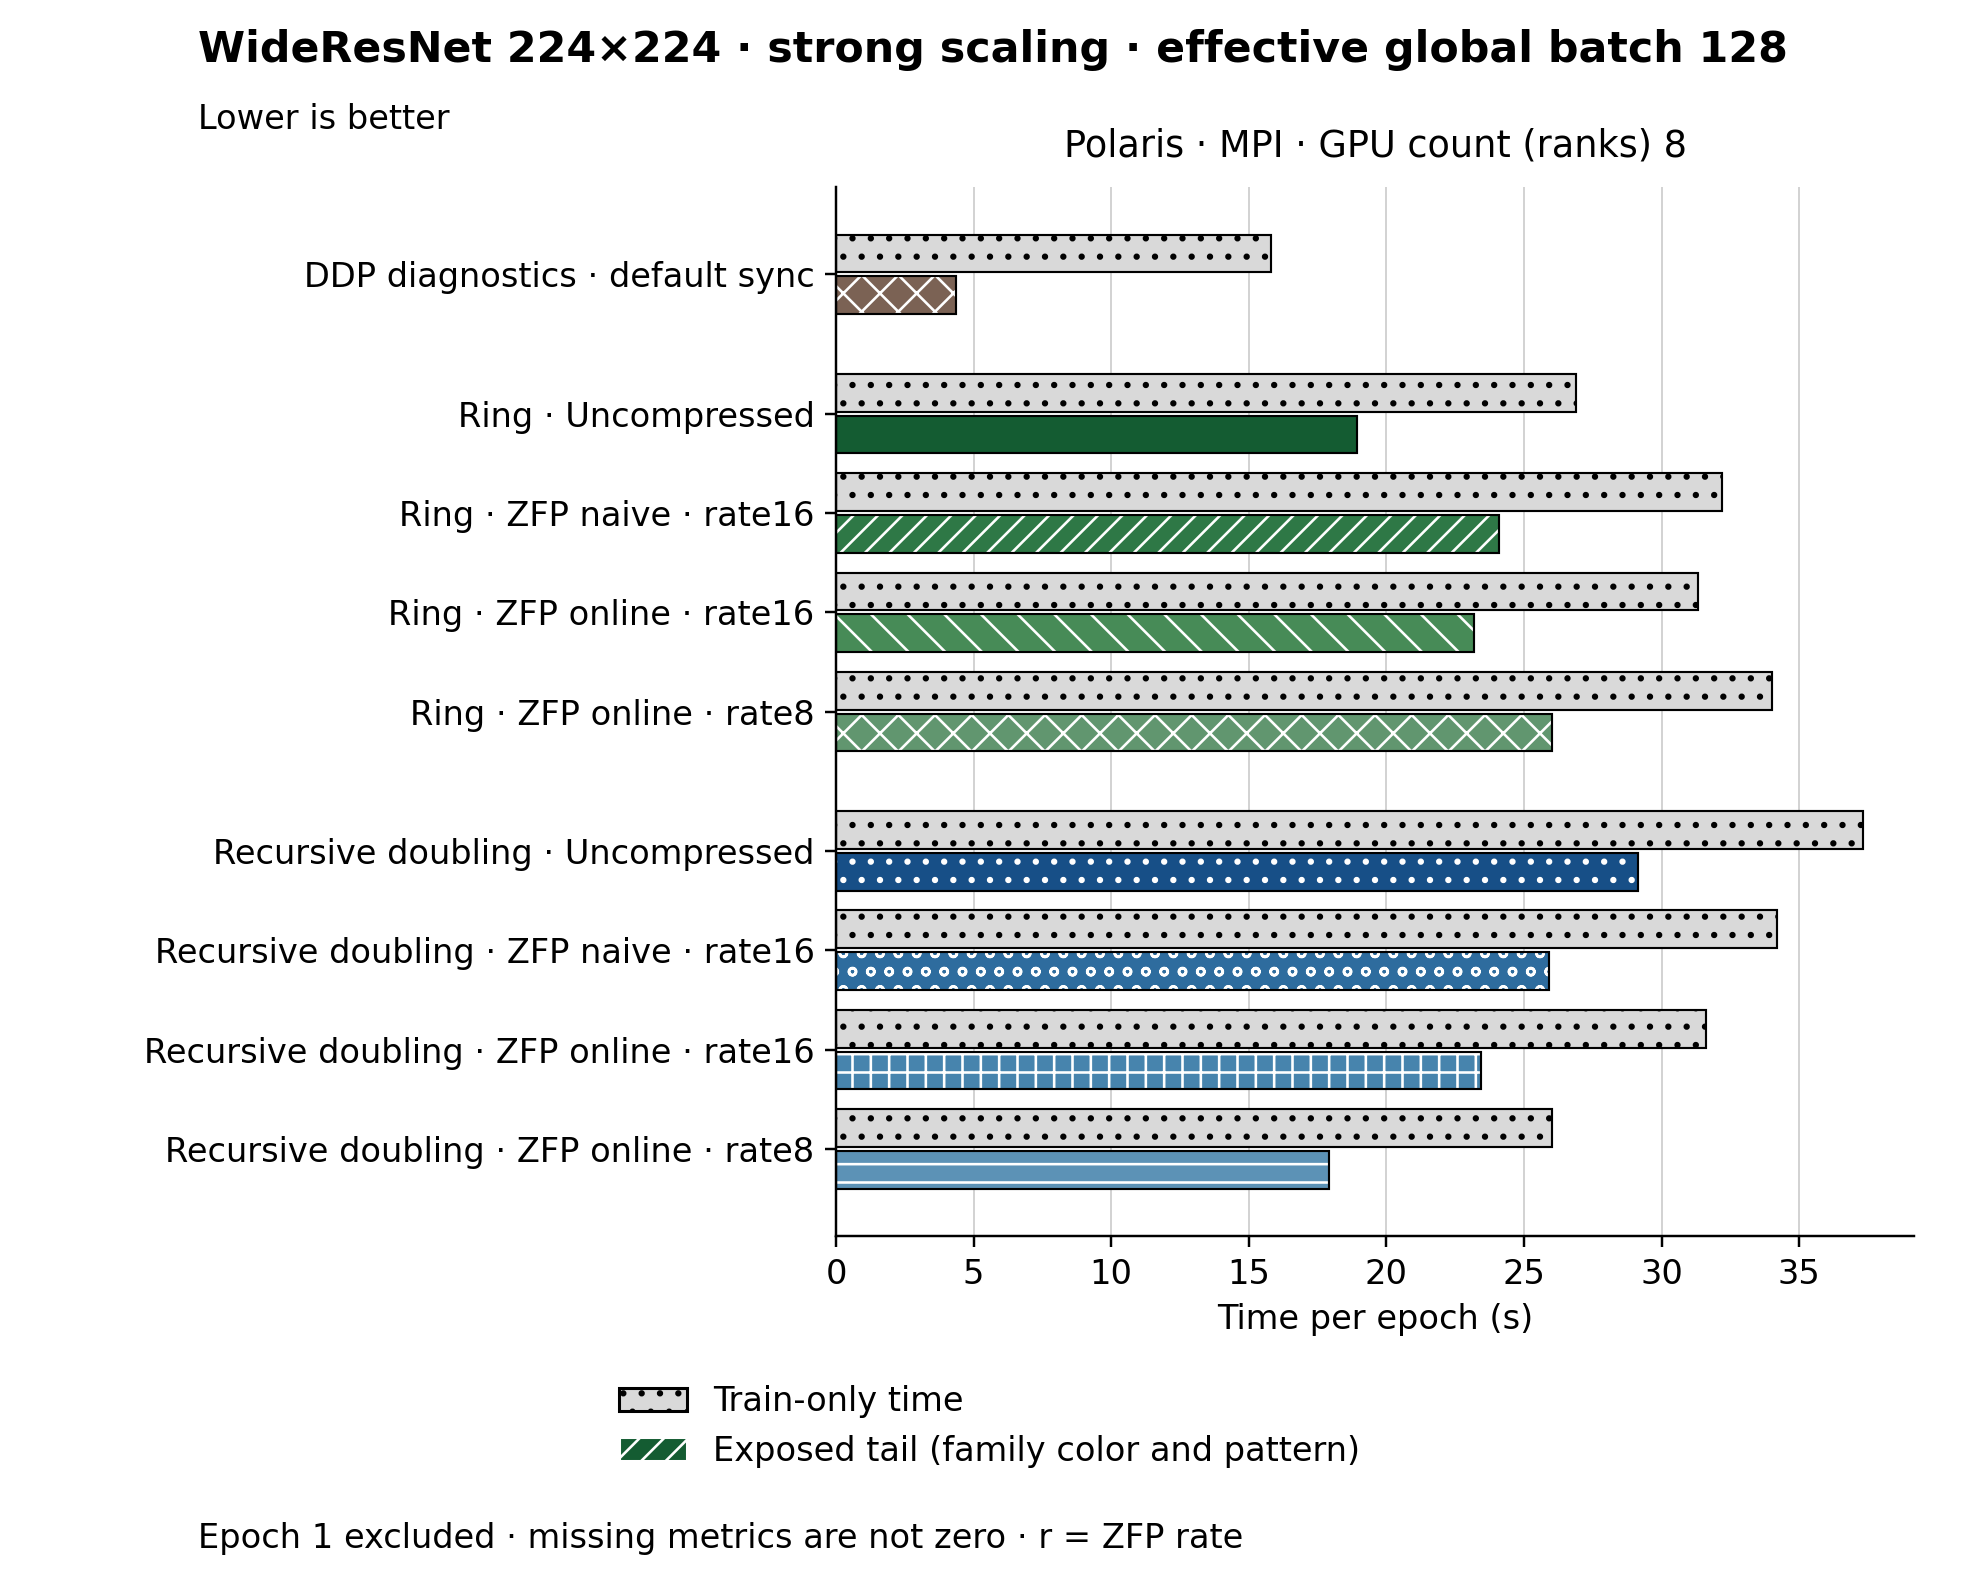 WideResNet 224×224 · strong scaling · effective global batch 128
Lower is better
Polaris · MPI · GPU count (ranks) 8
DDP diagnostics · default sync
Ring · Uncompressed
Ring · ZFP naive · rate16
Ring · ZFP online · rate16
Ring · ZFP online · rate8
Recursive doubling · Uncompressed
Recursive doubling · ZFP naive · rate16
Recursive doubling · ZFP online · rate16
Recursive doubling · ZFP online · rate8
0 5 10 15 20 25 30 35
Time per epoch (s)
Train-only time
Exposed tail (family color and pattern)
Epoch 1 excluded · missing metrics are not zero · r = ZFP rate